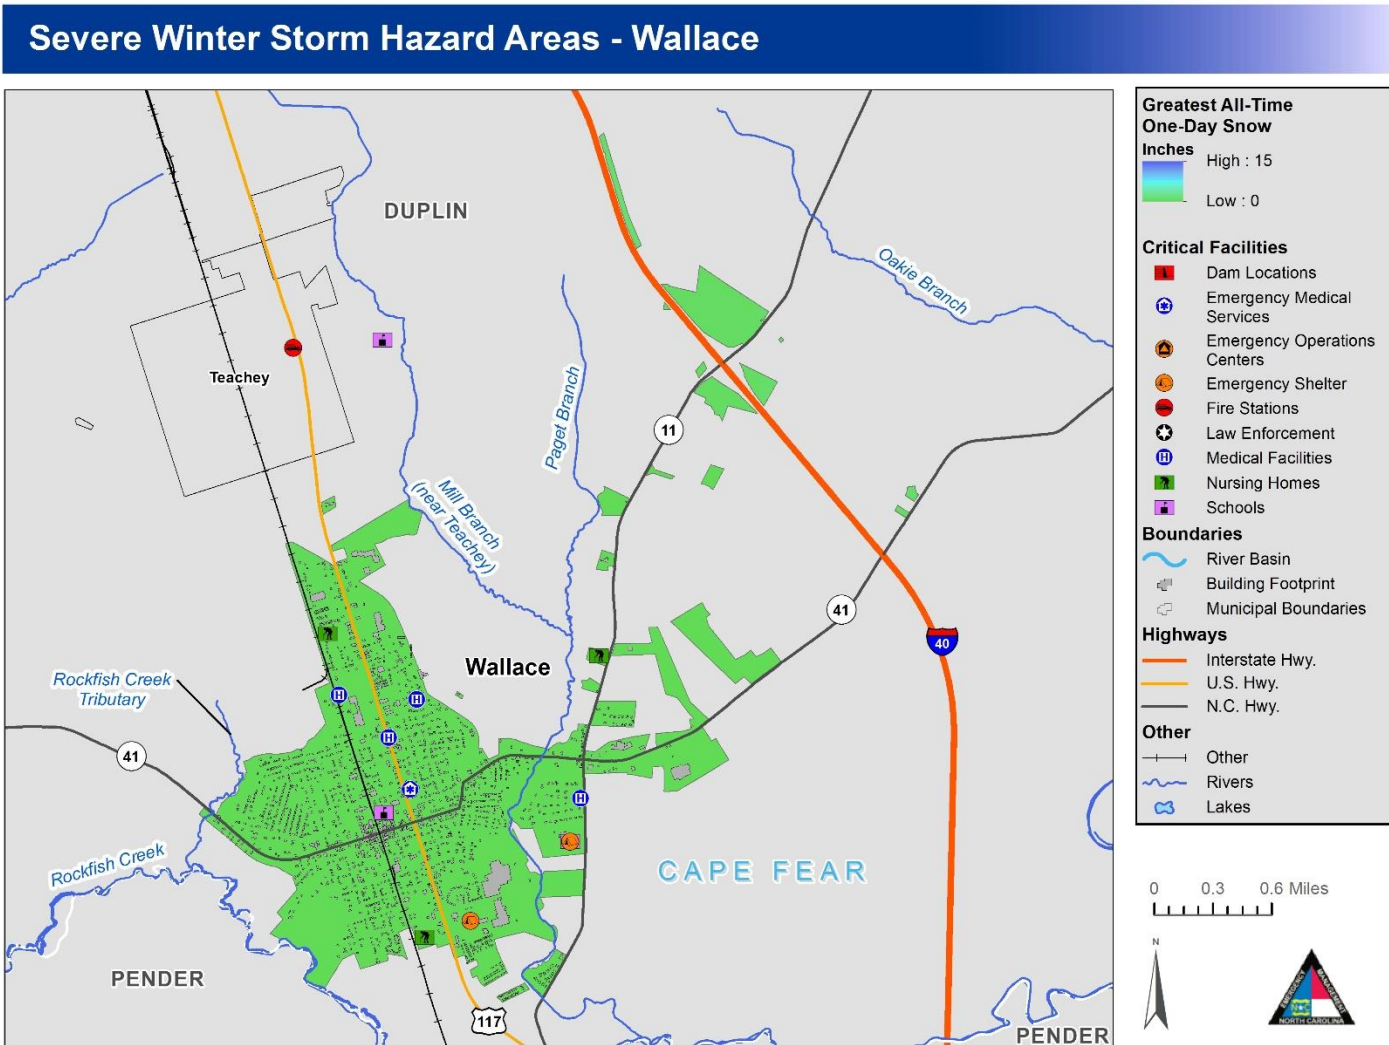 Severe Winter Storm Hazard Areas - Wallace
DUPLIN
Oakie Branch
Teachey
Paget Branch
11
Mill Branch
(near Teachey)
41
40
Wallace
Rockfish Creek
Tributary
41
Rockfish Creek
CAPE FEAR
PENDER
117
PENDER
Greatest All-Time
One-Day Snow
Inches
High : 15
Low : 0
Critical Facilities
Dam Locations
Emergency Medical
Services
Emergency Operations
Centers
Emergency Shelter
Fire Stations
Law Enforcement
H Medical Facilities
Nursing Homes
Schools
Boundaries
River Basin
Building Footprint
Municipal Boundaries
Highways
Interstate Hwy.
U.S. Hwy.
N.C. Hwy.
Other
Other
Rivers
Lakes
0 0.3 0.6 Miles
N
EMERGENCY
MANAGEMENT
NORTH CAROLINA